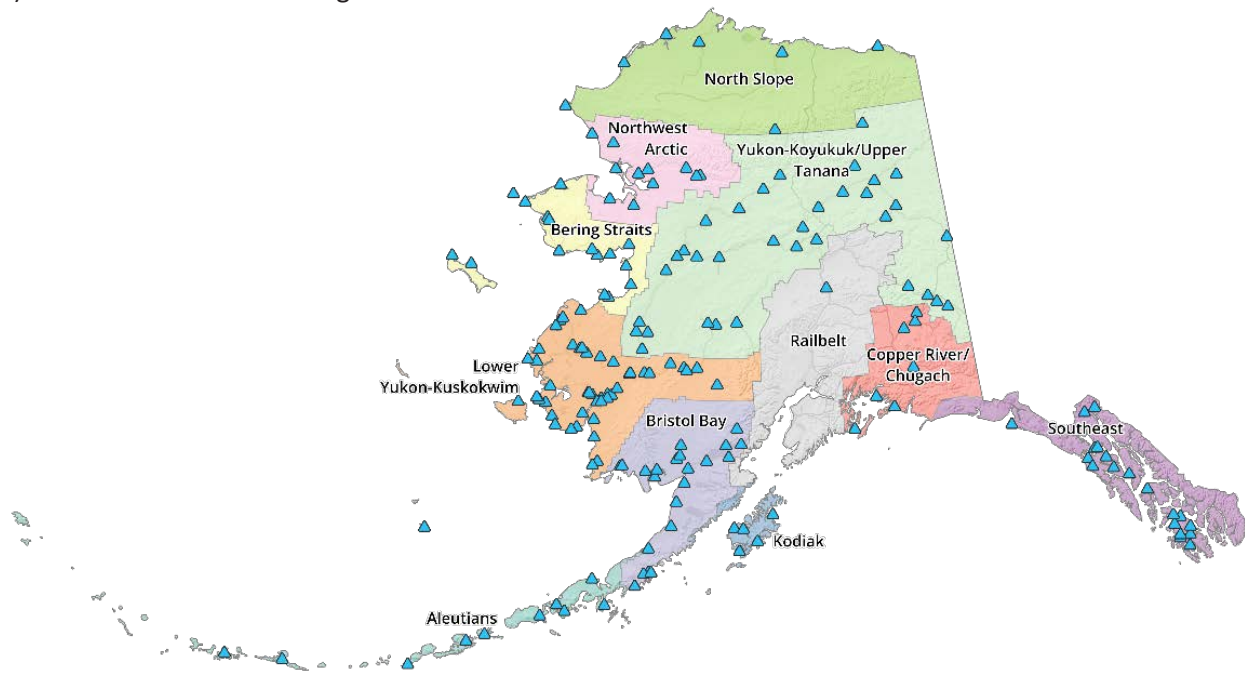 North Slope
Northwest
Arctic
Yukon-Koyukuk/Upper
Tanana
Bering Straits
Railbelt
Copper River/
Chugach
Lower
Yukon-Kuskokwim
Bristol Bay
Southeast
Kodiak
Aleutians